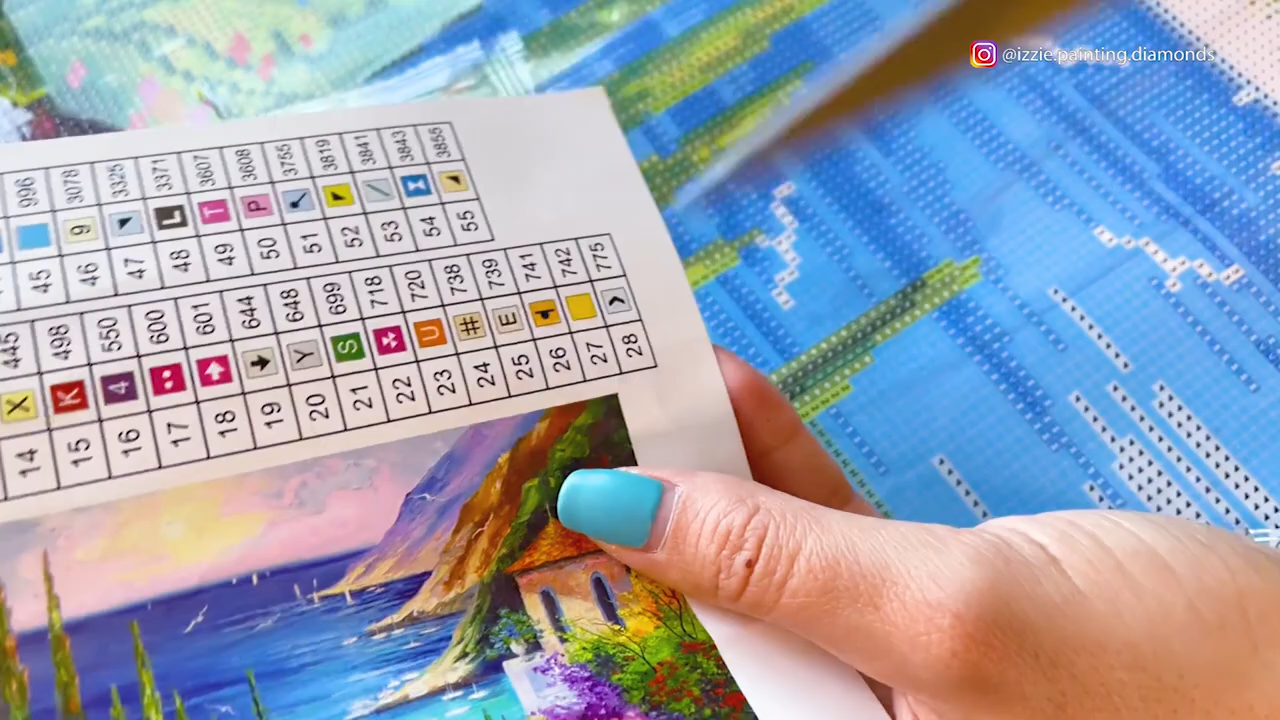 @izzie.painting.diamonds
996 3078 3325 3371 3607 3608 3755 3819 3841 3843 3855
9 L T P
45 46 47 48 49 50 51 52 53 54 55
445 498 550 600 601 644 648 699 718 720 738 739 741 742 775
X K 4 Y S U # E
14 15 16 17 18 19 20 21 22 23 24 25 26 27 28